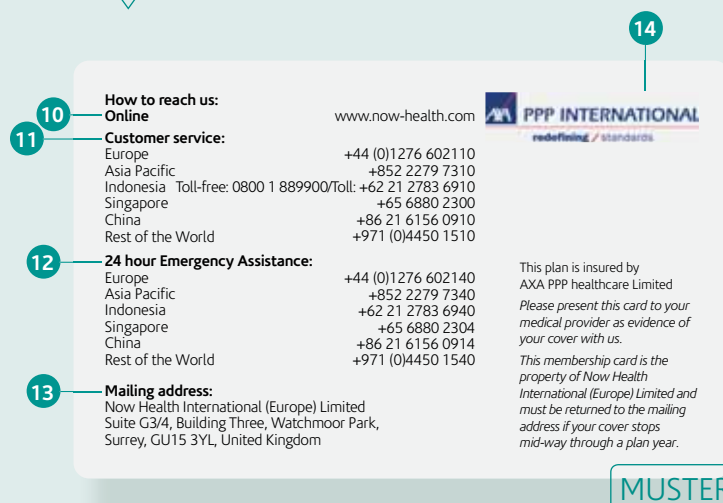 14
How to reach us:
10 Online www.now-health.com
AXA PPP INTERNATIONAL
redefining / standards
11 Customer service:
Europe +44 (0)1276 602110
Asia Pacific +852 2279 7310
Indonesia Toll-free: 0800 1 889900/Toll: +62 21 2783 6910
Singapore +65 6880 2300
China +86 21 6156 0910
Rest of the World +971 (0)4450 1510
12 24 hour Emergency Assistance:
Europe +44 (0)1276 602140
Asia Pacific +852 2279 7340
Indonesia +62 21 2783 6940
Singapore +65 6880 2304
China +86 21 6156 0914
Rest of the World +971 (0)4450 1540
13 Mailing address:
Now Health International (Europe) Limited
Suite G3/4, Building Three, Watchmoor Park,
Surrey, GU15 3YL, United Kingdom
This plan is insured by
AXA PPP healthcare Limited
Please present this card to your
medical provider as evidence of
your cover with us.
This membership card is the
property of Now Health
International (Europe) Limited and
must be returned to the mailing
address if your cover stops
mid-way through a plan year.
MUSTER